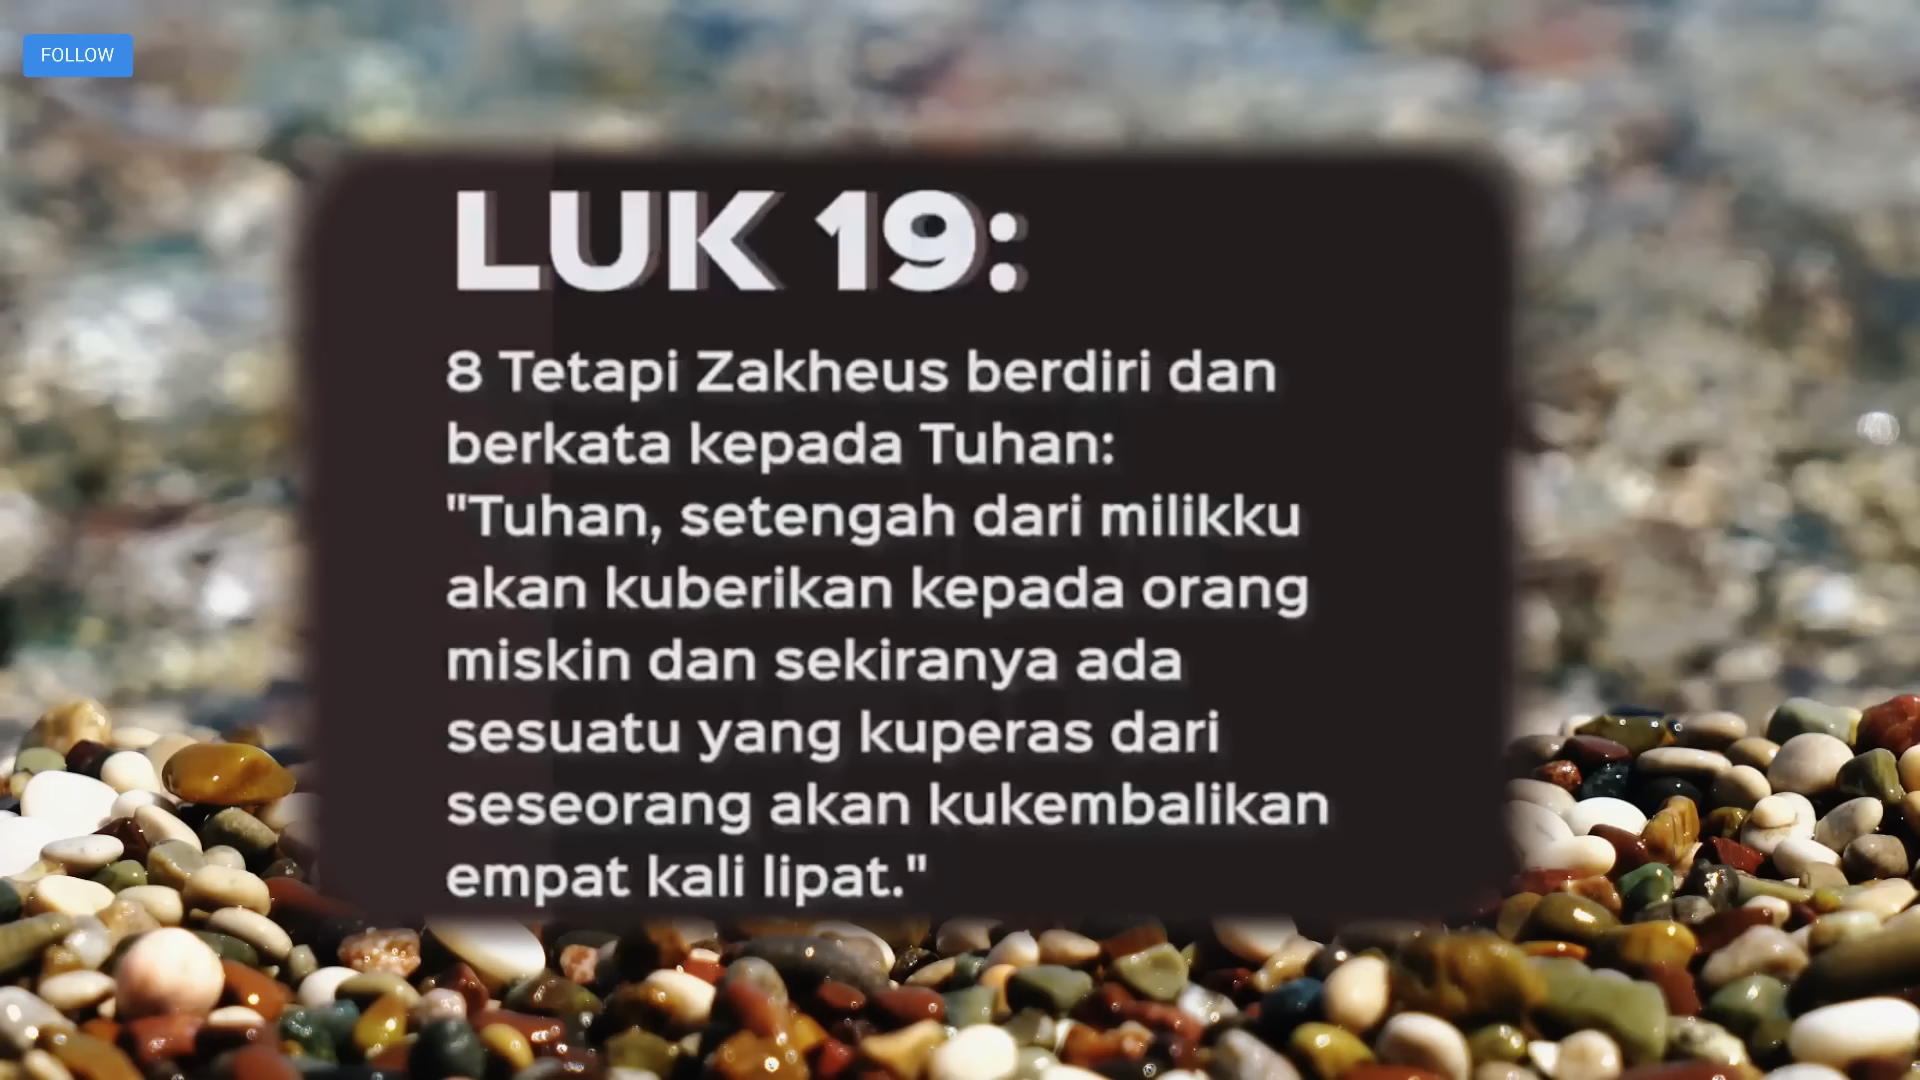 FOLLOW
LUK 19:
8 Tetapi Zakheus berdiri dan
berkata kepada Tuhan:
"Tuhan, setengah dari milikku
akan kuberikan kepada orang
miskin dan sekiranya ada
sesuatu yang kuperas dari
seseorang akan kukembalikan
empat kali lipat."